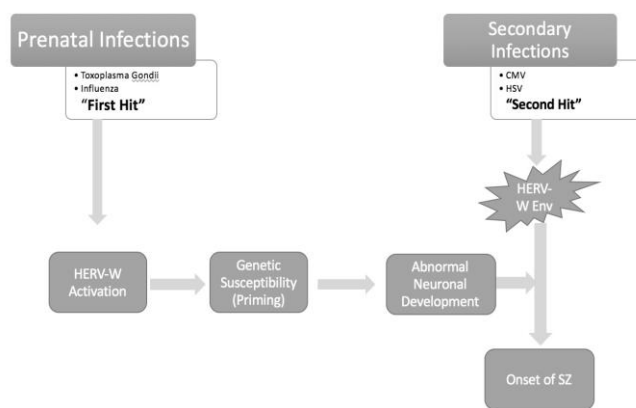 Prenatal Infections
• Toxoplasma Gondii
• Influenza
“First Hit”
Secondary
Infections
• CMV
• HSV
“Second Hit”
HERV-
W Env
HERV-W
Activation
Genetic
Susceptibility
(Priming)
Abnormal
Neuronal
Development
Onset of SZ